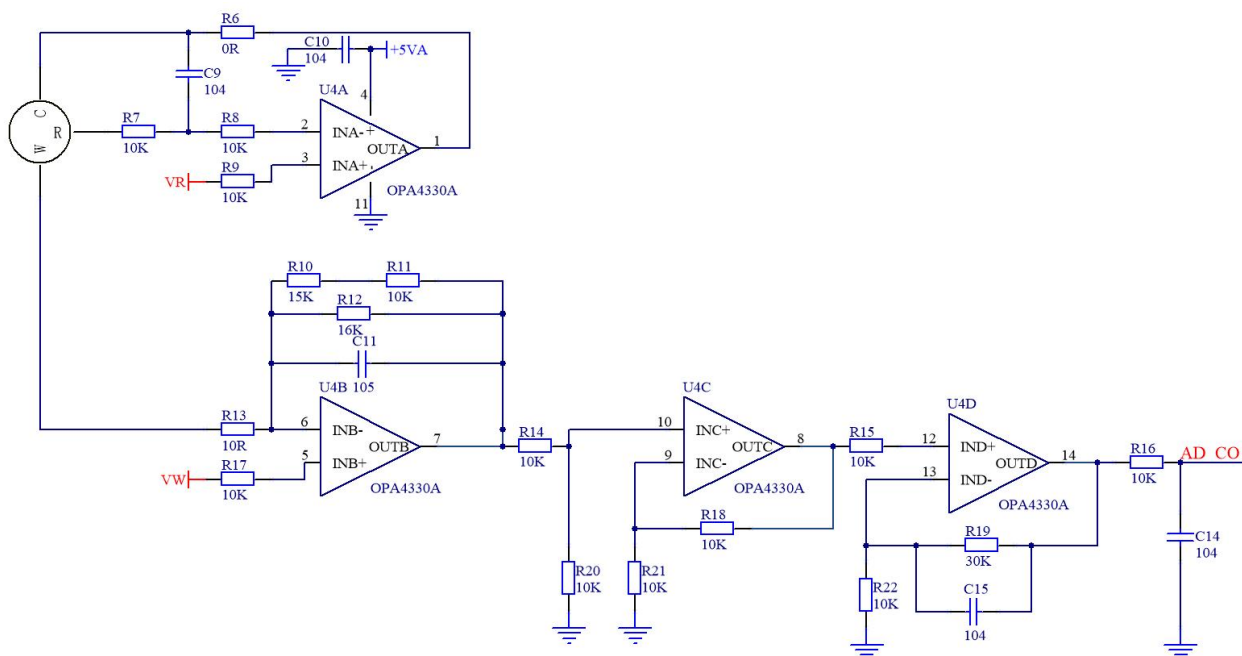 R6
0R
C10
104
+5VA
C9
104
U4A
4
C
R
W
R7
10K
R8
10K
2
INA-
+
OUTA
1
3
INA+
-
VR
R9
10K
OPA4330A
11
R10
15K
R11
10K
R12
16K
C11
105
U4B
R13
10R
6
INB-
OUTB
7
5
INB+
VW
R17
10K
OPA4330A
R14
10K
U4C
10
INC+
OUTC
8
9
INC-
OPA4330A
R18
10K
R20
10K
R21
10K
R15
10K
U4D
12
IND+
OUTD
14
13
IND-
OPA4330A
R16
10K
AD_CO
R19
30K
C15
104
R22
10K
C14
104